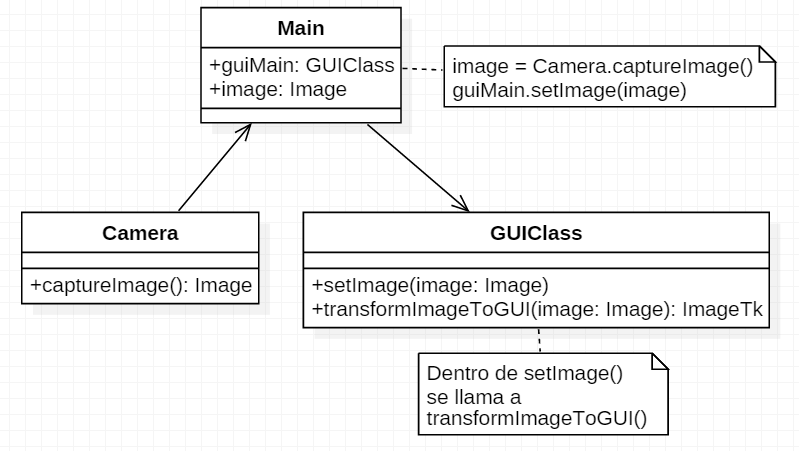 Main
+guiMain: GUIClass
+image: Image
image = Camera.captureImage()
guiMain.setImage(image)
Camera
+captureImage(): Image
GUIClass
+setImage(image: Image)
+transformImageToGUI(image: Image): ImageTk
Dentro de setImage()
se llama a
transformImageToGUI()